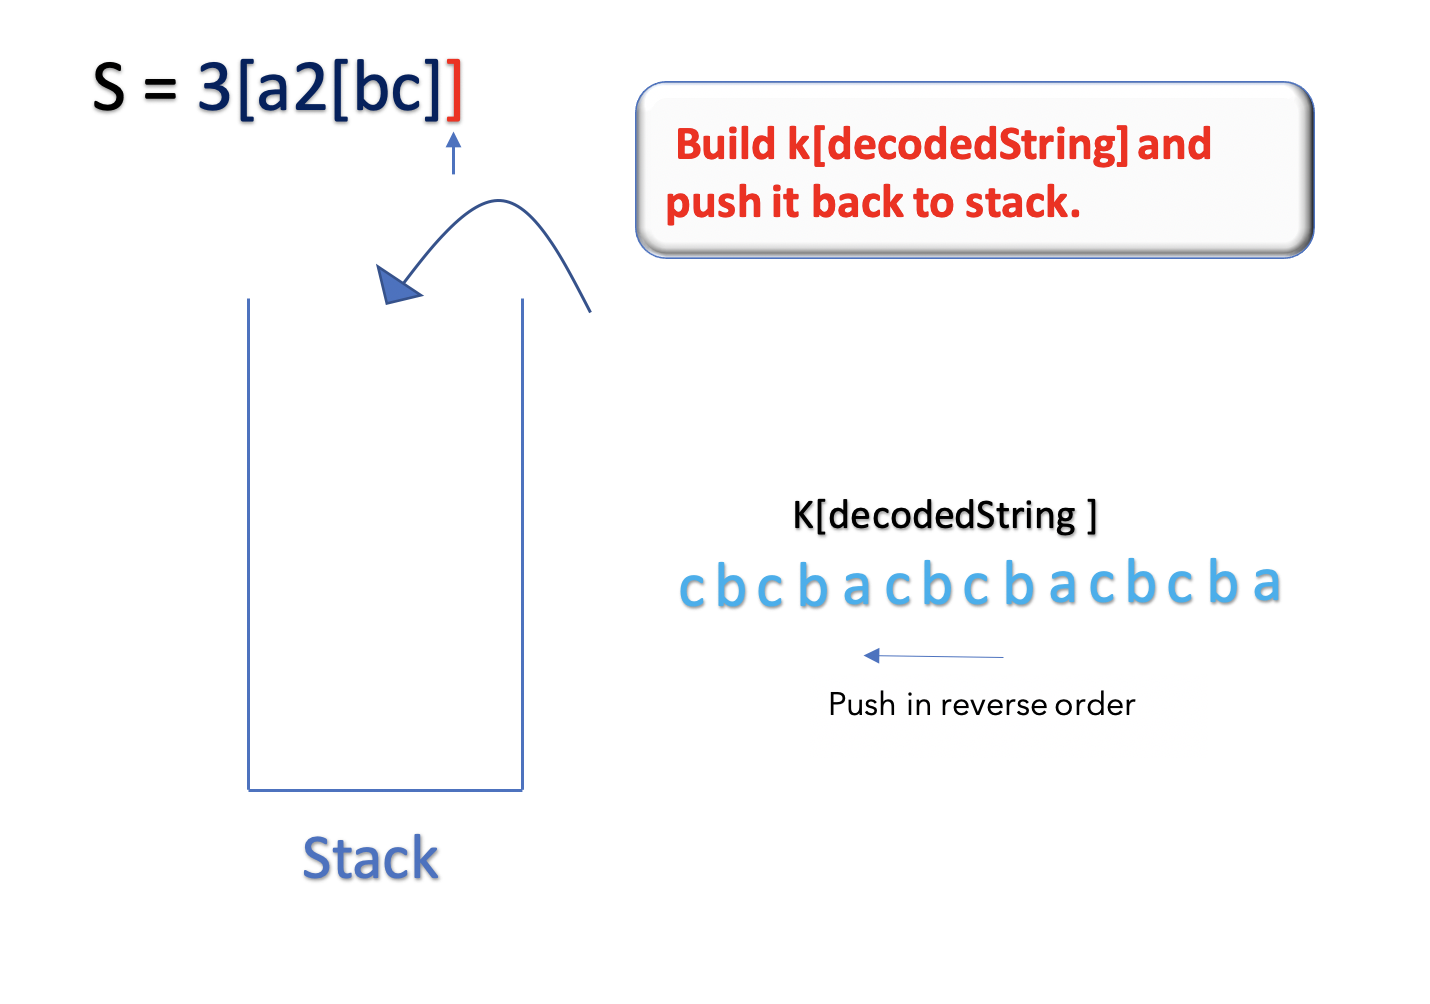 S = 3[a2[bc]]
Build k[decodedString] and
push it back to stack.
K[decodedString ]
c b c b a c b c b a c b c b a
Push in reverse order
Stack